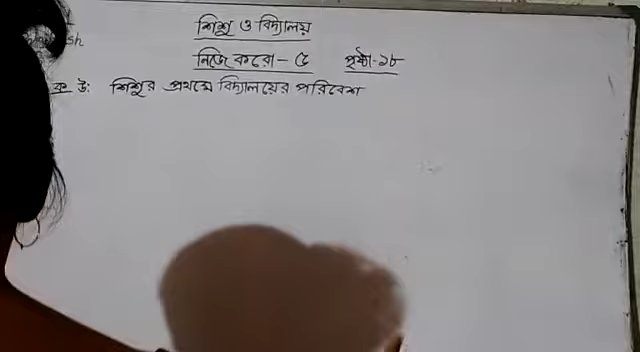 শিশু ও বিদ্যালয়
নিজে করো - ৫ পৃষ্ঠা-১৮
ক উঃ শিশুর প্রথমে বিদ্যালয়ের পরিবেশ